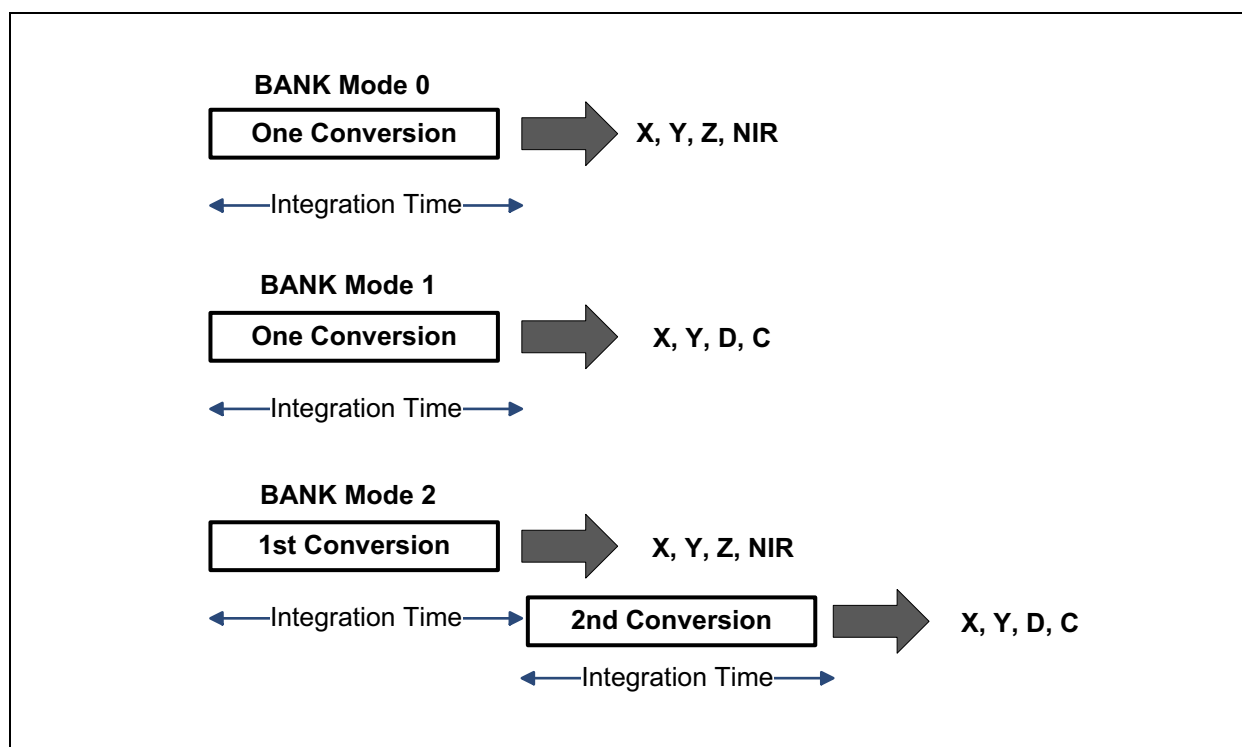 BANK Mode 0
One Conversion
X, Y, Z, NIR
Integration Time
BANK Mode 1
One Conversion
X, Y, D, C
Integration Time
BANK Mode 2
1st Conversion
X, Y, Z, NIR
Integration Time
2nd Conversion
X, Y, D, C
Integration Time